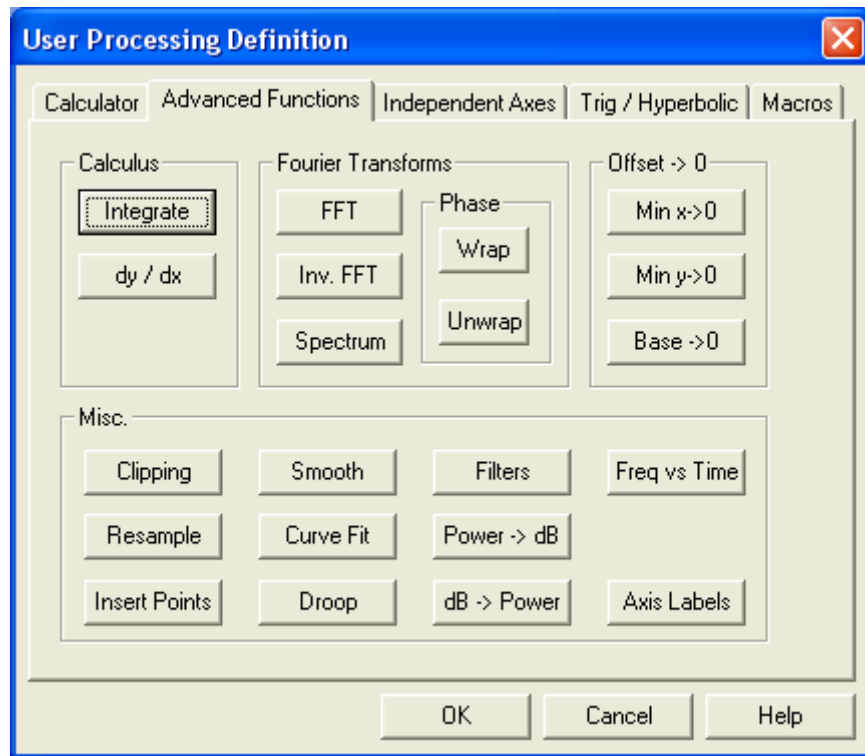 User Processing Definition
Calculator Advanced Functions Independent Axes Trig / Hyperbolic Macros
Calculus Fourier Transforms Offset -> 0
Integrate FFT Phase Min x->0
Wrap
dy / dx Inv. FFT Min y->0
Unwrap
Spectrum Base ->0
Misc.
Clipping Smooth Filters Freq vs Time
Resample Curve Fit Power -> dB
Insert Points Droop dB -> Power Axis Labels
OK Cancel Help